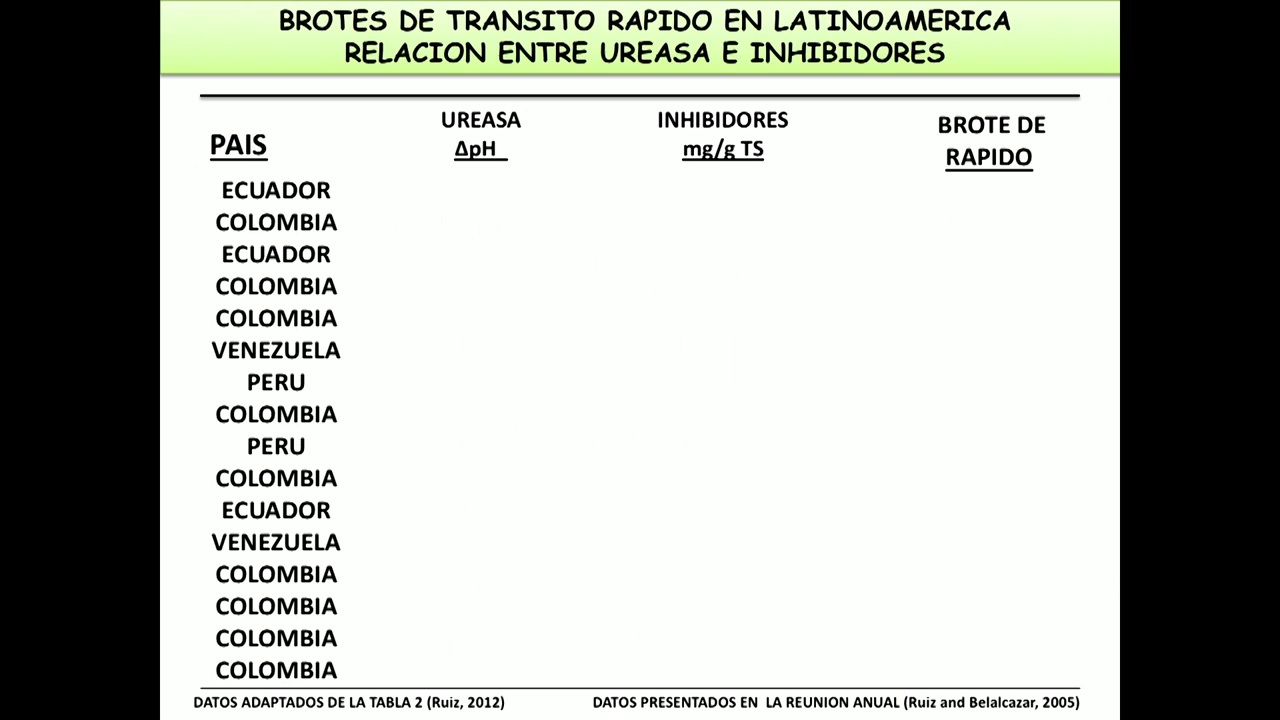 BROTES DE TRANSITO RAPIDO EN LATINOAMERICA
RELACION ENTRE UREASA E INHIBIDORES
PAIS
UREASA
ΔpH
INHIBIDORES
mg/g TS
BROTE DE
RAPIDO
ECUADOR
COLOMBIA
ECUADOR
COLOMBIA
COLOMBIA
VENEZUELA
PERU
COLOMBIA
PERU
COLOMBIA
ECUADOR
VENEZUELA
COLOMBIA
COLOMBIA
COLOMBIA
COLOMBIA
DATOS ADAPTADOS DE LA TABLA 2 (Ruiz, 2012)
DATOS PRESENTADOS EN LA REUNION ANUAL (Ruiz and Belalcazar, 2005)